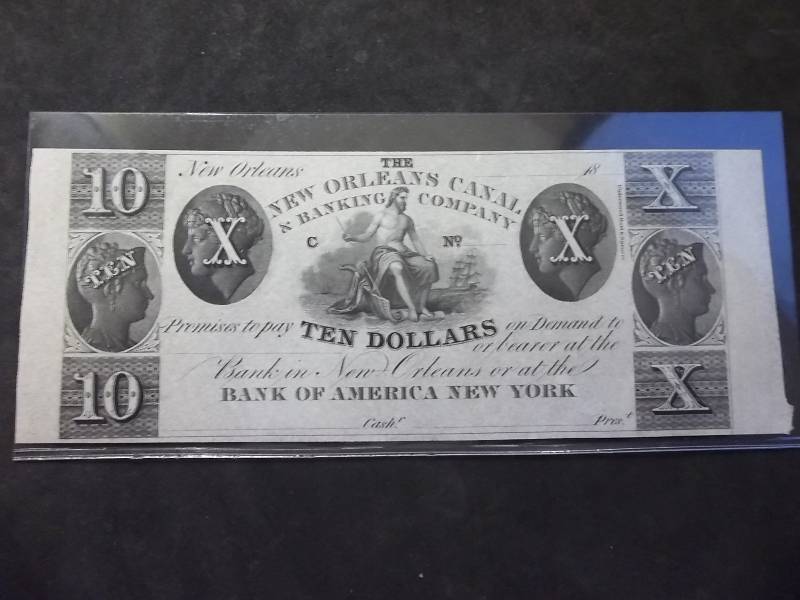 10
X
New Orleans 18
THE
NEW ORLEANS CANAL
& BANKING COMPANY
X
X
C No
TEN
TEN
Promises to pay TEN DOLLARS on Demand to
or bearer at the
Bank in New Orleans or at the
BANK OF AMERICA NEW YORK
10
X
Cashr
Prest